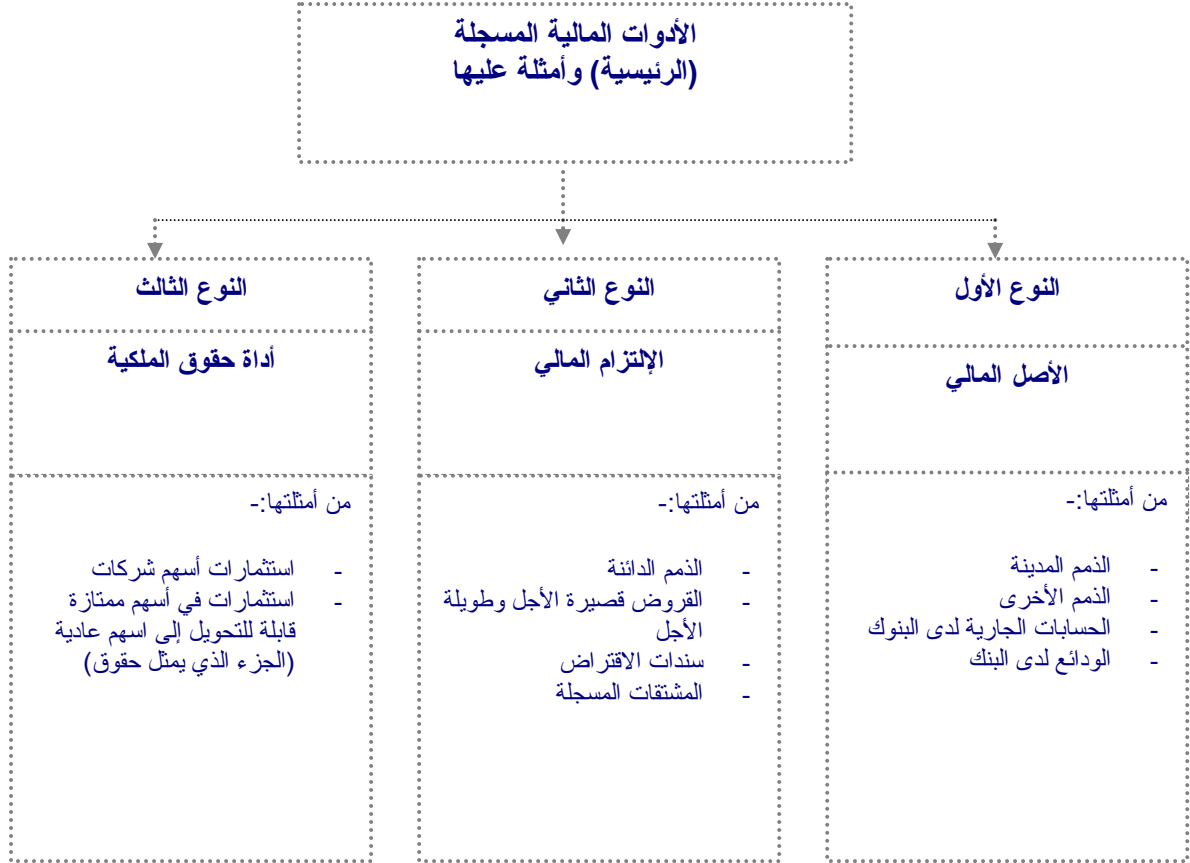 الأدوات المالية المسجلة
(الرئيسية) وأمثلة عليها
النوع الأول
الأصل المالي
من أمثلتها:-
- الذمم المدينة
- الذمم الأخرى
- الحسابات الجارية لدى البنوك
- الودائع لدى البنك
النوع الثاني
الإلتزام المالي
من أمثلتها:-
- الذمم الدائنة
- القروض قصيرة الأجل وطويلة
الأجل
- سندات الاقتراض
- المشتقات المسجلة
النوع الثالث
أداة حقوق الملكية
من أمثلتها:-
- استثمارات أسهم شركات
- استثمارات في أسهم ممتازة
قابلة للتحويل إلى اسهم عادية
(الجزء الذي يمثل حقوق)